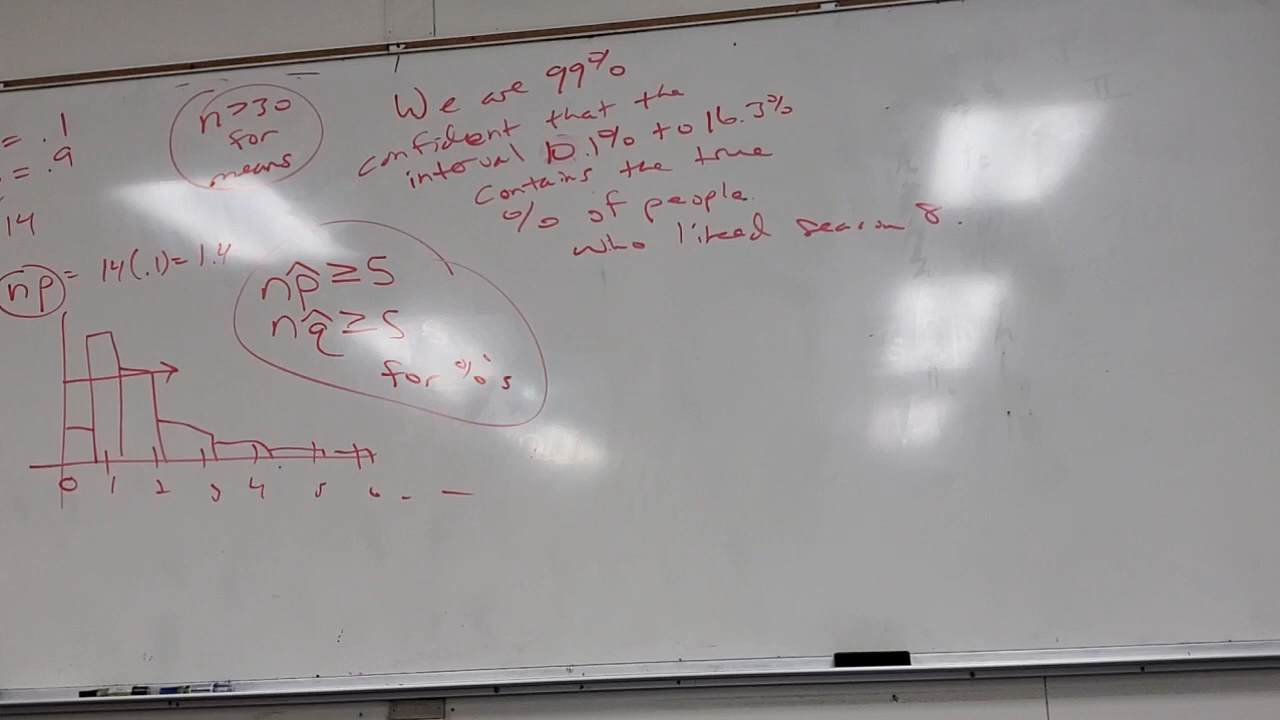 = .1
= .9
14
np = 14(.1)= 1.4
n>30
for
means
We are 99%
confident that the
interval 10.1% to 16.3%
contains the true
% of people
who liked season 8.
np̂ ≥ 5
nq̂ ≥ 5
for %'s
0 1 2 3 4 5 6 . —